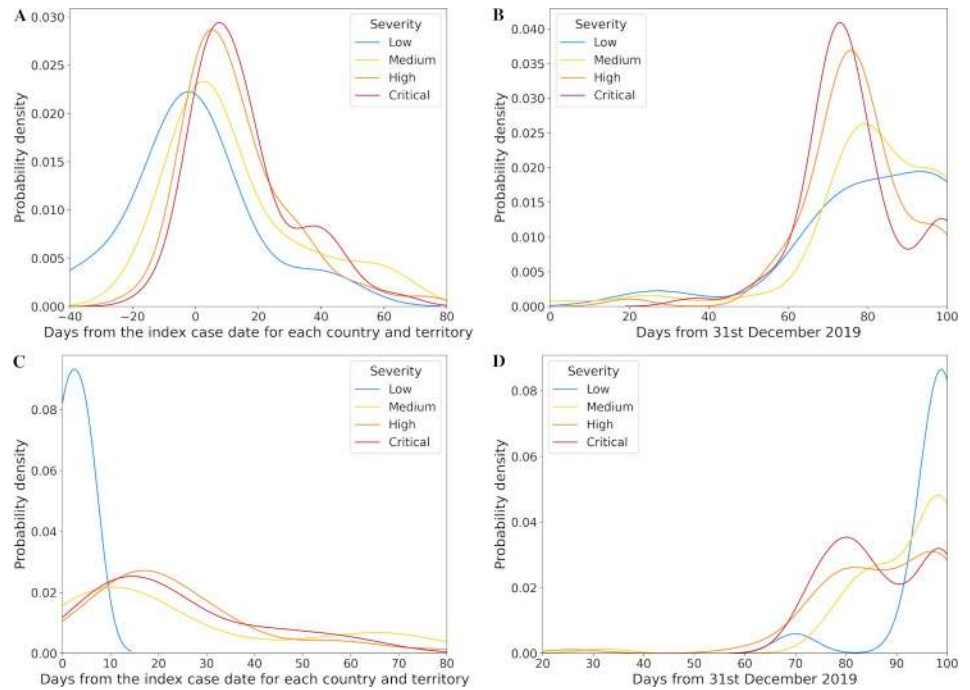 A
0.030
0.025
0.020
0.015
0.010
0.005
0.000
Probability density
Severity
Low
Medium
High
Critical
−40 −20 0 20 40 60 80
Days from the index case date for each country and territory
B
0.040
0.035
0.030
0.025
0.020
0.015
0.010
0.005
0.000
Probability density
Severity
Low
Medium
High
Critical
0 20 40 60 80 100
Days from 31st December 2019
C
0.08
0.06
0.04
0.02
0.00
Probability density
Severity
Low
Medium
High
Critical
0 10 20 30 40 50 60 70 80
Days from the index case date for each country and territory
D
0.08
0.06
0.04
0.02
0.00
Probability density
Severity
Low
Medium
High
Critical
20 30 40 50 60 70 80 90 100
Days from 31st December 2019